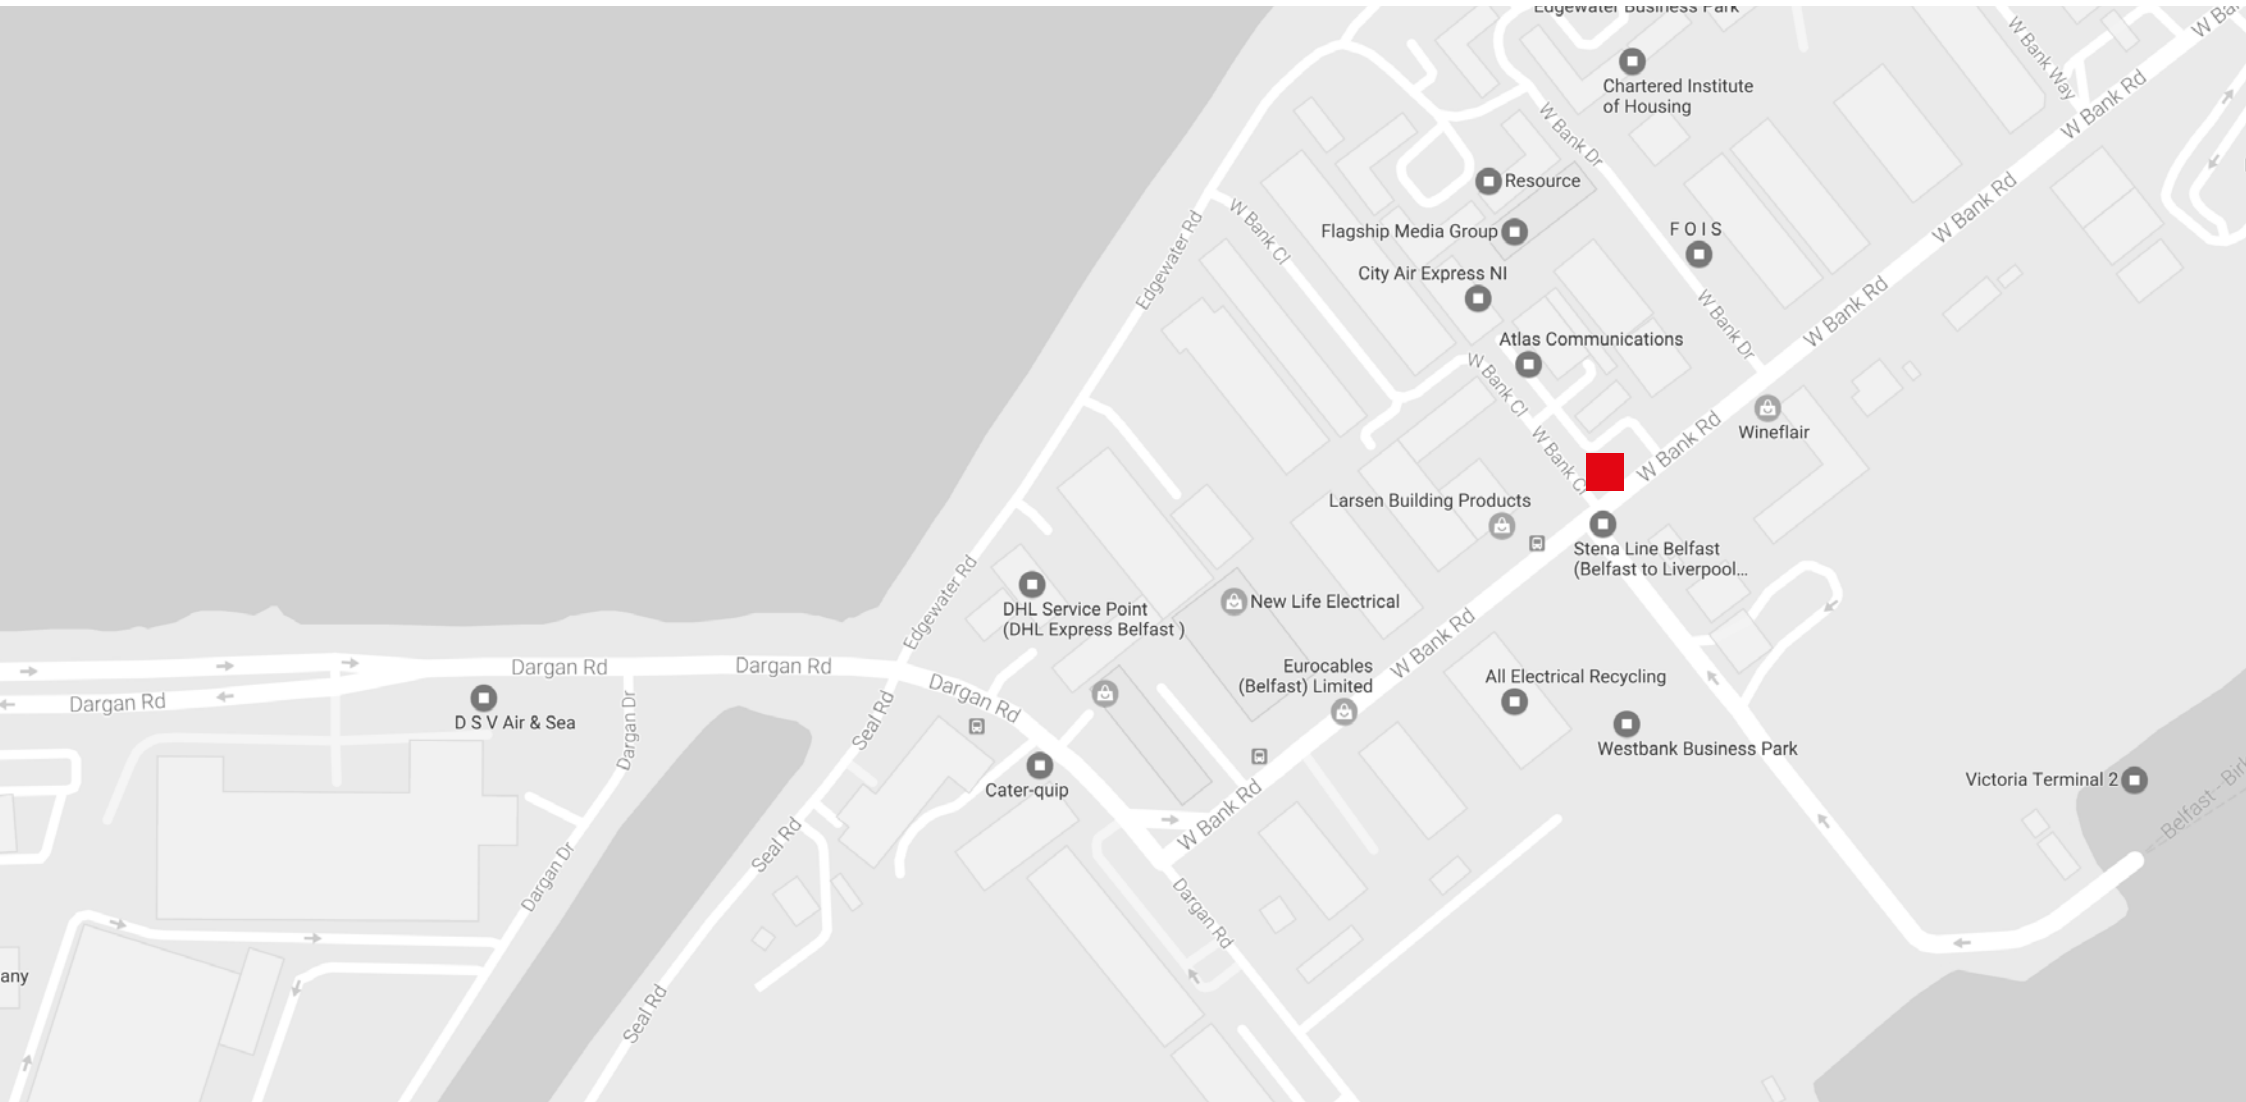 Edgewater Business Park
W Bank Way
W Ba
Chartered Institute
of Housing
W Bank Rd
W Bank Dr
Resource
W Bank Rd
Edgewater Rd
W Bank Cl
Flagship Media Group
F O I S
City Air Express NI
W Bank Rd
W Bank Dr
Atlas Communications
W Bank Cl
Wineflair
W Bank Rd
W Bank Cl
Larsen Building Products
Stena Line Belfast
(Belfast to Liverpool...
Edgewater Rd
DHL Service Point
(DHL Express Belfast )
New Life Electrical
W Bank Rd
Dargan Rd
Dargan Rd
Dargan Rd
Eurocables
(Belfast) Limited
All Electrical Recycling
Dargan Rd
D S V Air & Sea
Dargan Dr
Seal Rd
Westbank Business Park
Cater-quip
Victoria Terminal 2
Belfast - Birk
W Bank Rd
Seal Rd
Dargan Dr
Dargan Rd
any
Seal Rd